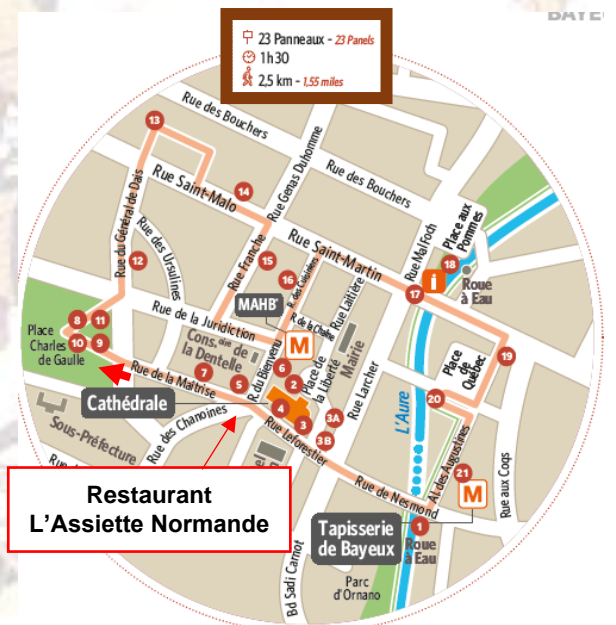 BAYEU
23 Panneaux - 23 Panels
1h30
2,5 km - 1,55 miles
13
Rue des Bouchers
Rue Genas Duhomme
Rue Saint-Malo
14
Rue des Bouchers
Rue Mal Foch
Place aux
Pommes
18
Rue du Général de Dais
Rue des Ursulines
12
Rue Franche
15
16
R. des Cuisiniers
Rue Saint-Martin
i
17
Roue
à Eau
MAHB*
Rue Laitière
8
11
10
9
Place
Charles
de Gaulle
Rue de la Juridiction
R. de la Chaîne
M
Mairie
Place
de
Québec
19
Cons.oire de
la Dentelle
R. du Bienvenu
6
2
Place de
la Liberté
Rue Larcher
7
5
Rue de la Maîtrise
4
3
3A
3B
L'Aure
20
Cathédrale
Rue des Chanoines
Sous-Préfecture
Rue Leforestier
Al. des Augustines
Rue aux Coqs
21
M
Rue de Nesmond
Restaurant
L'Assiette Normande
Tapisserie
de Bayeux
1
Roue
à Eau
Bd Sadi Carnot
Parc
d'Ornano